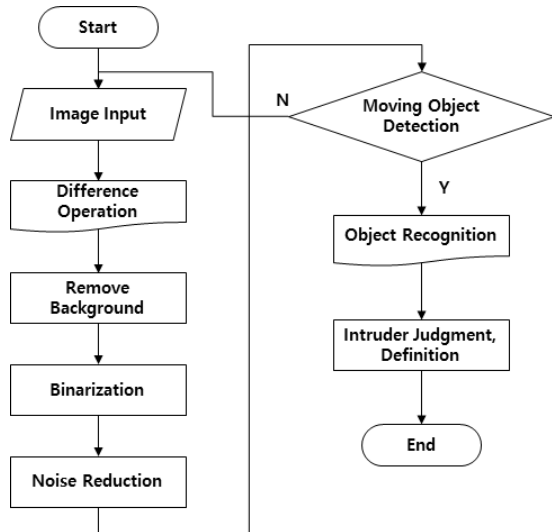 Start
Image Input
Difference
Operation
Remove
Background
Binarization
Noise Reduction
N
Moving Object
Detection
Y
Object Recognition
Intruder Judgment,
Definition
End